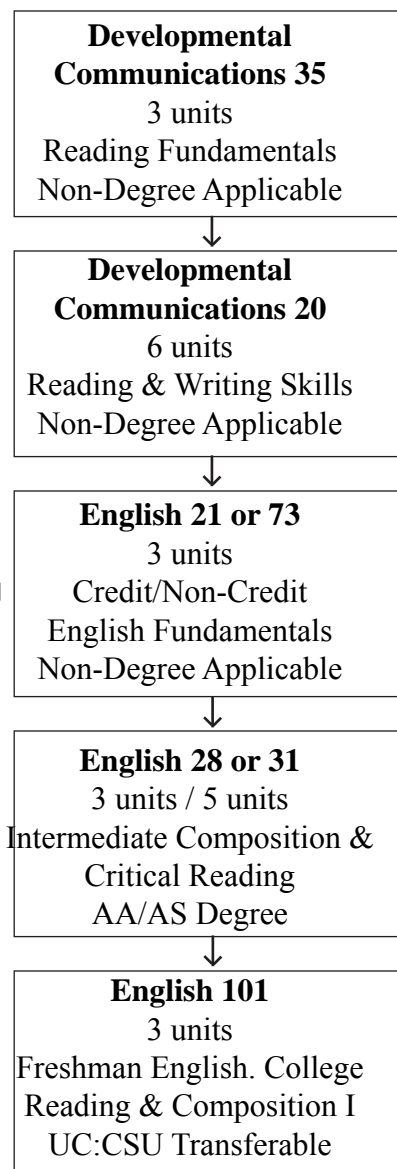 Developmental
Communications 35
3 units
Reading Fundamentals
Non-Degree Applicable
Developmental
Communications 20
6 units
Reading & Writing Skills
Non-Degree Applicable
English 21 or 73
3 units
Credit/Non-Credit
English Fundamentals
Non-Degree Applicable
English 28 or 31
3 units / 5 units
Intermediate Composition &
Critical Reading
AA/AS Degree
English 101
3 units
Freshman English. College
Reading & Composition I
UC:CSU Transferable